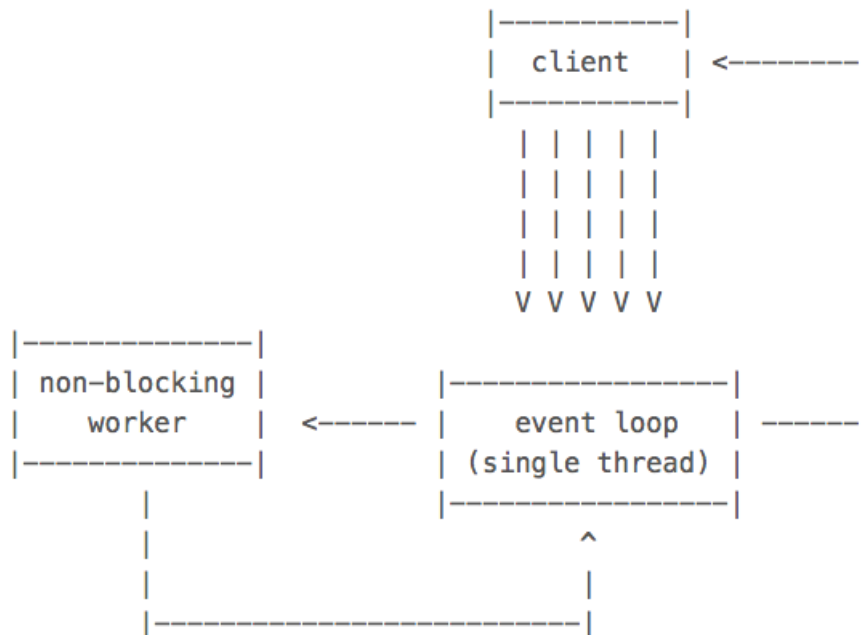 client
non-blocking
worker
event loop
(single thread)